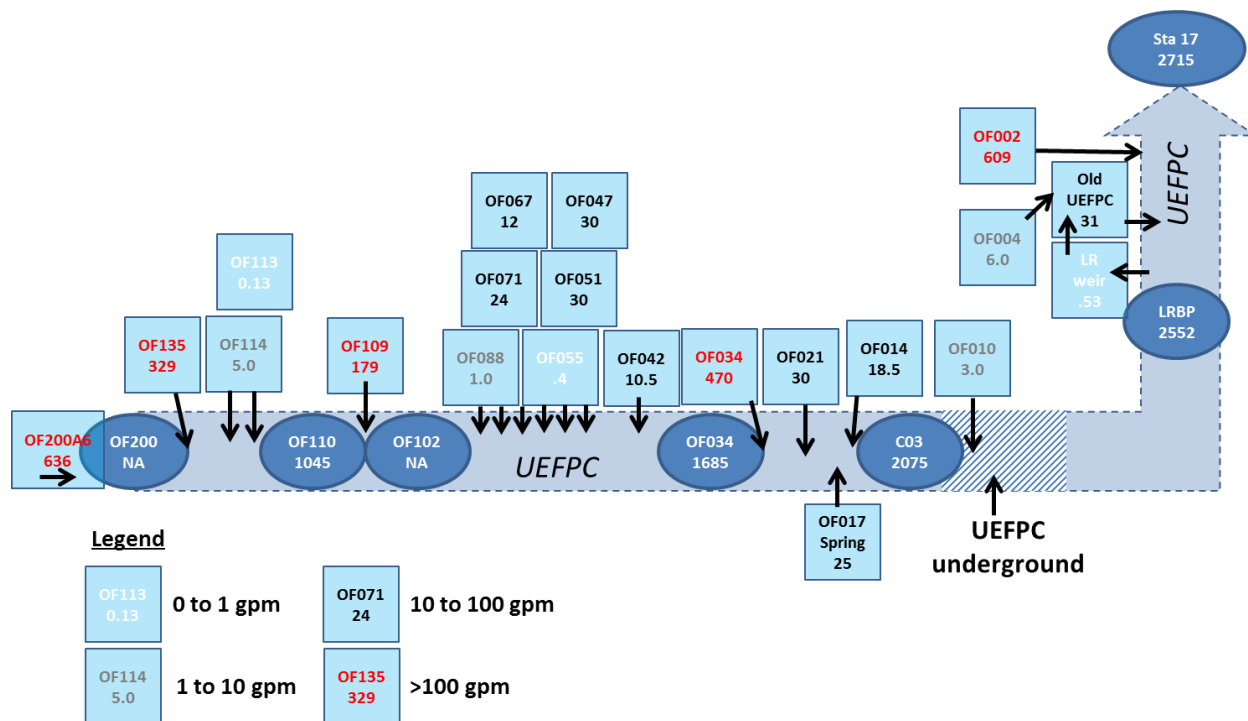 Sta 17
2715
OF002
609
UEFPC
Old
UEFPC
31
OF004
6.0
LR
weir
.53
LRBP
2552
OF067
12
OF047
30
OF113
0.13
OF071
24
OF051
30
OF135
329
OF114
5.0
OF109
179
OF088
1.0
OF055
.4
OF042
10.5
OF034
470
OF021
30
OF014
18.5
OF010
3.0
OF200A6
636
OF200
NA
OF110
1045
OF102
NA
UEFPC
OF034
1685
C03
2075
OF017
Spring
25
UEFPC
underground
Legend
OF113
0.13
0 to 1 gpm
OF071
24
10 to 100 gpm
OF114
5.0
1 to 10 gpm
OF135
329
>100 gpm